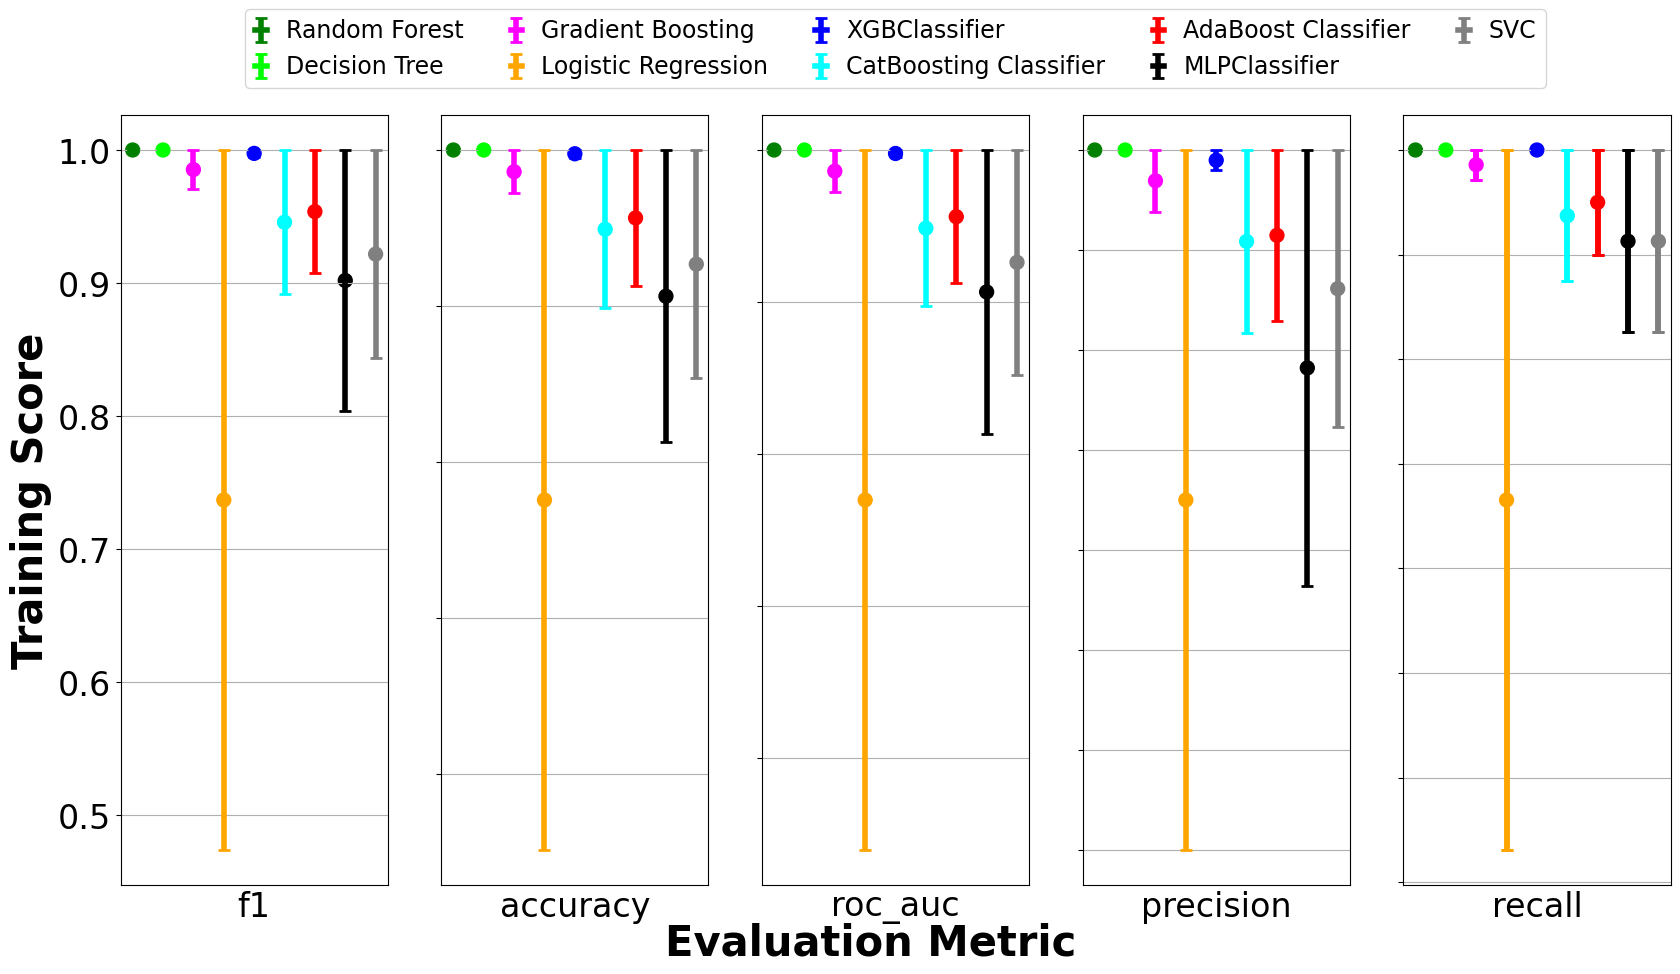 Random Forest
Decision Tree
Gradient Boosting
Logistic Regression
XGBClassifier
CatBoosting Classifier
AdaBoost Classifier
MLPClassifier
SVC
Training Score
1.0
0.9
0.8
0.7
0.6
0.5
f1
accuracy
roc_auc
precision
recall
Evaluation Metric